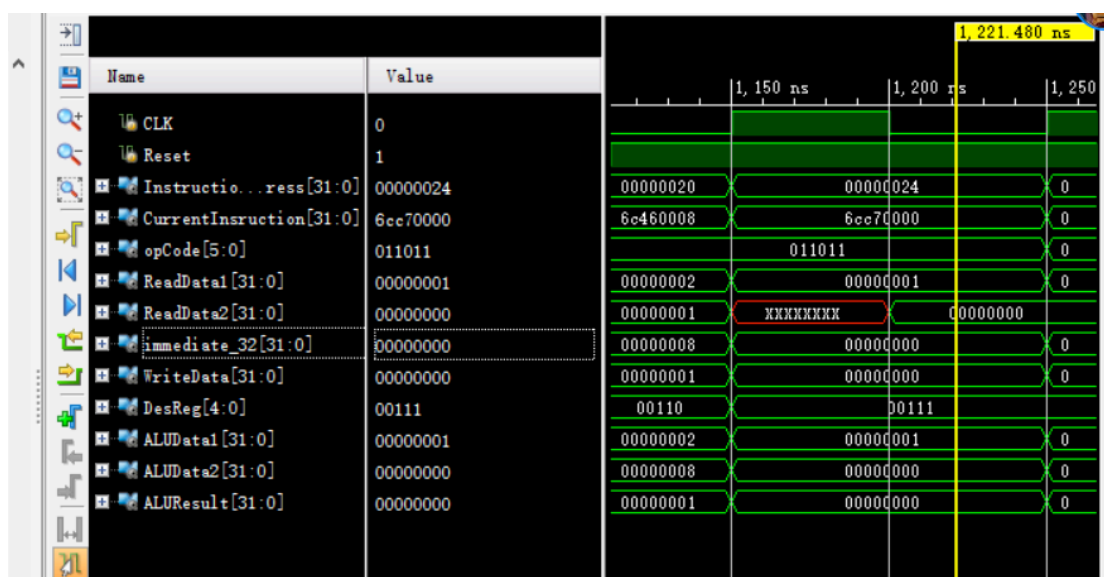 1,221.480 ns
Name Value
1,150 ns 1,200 ns 1,250
CLK 0
Reset 1
Instructio...ress[31:0] 00000024 00000020 00000024 0
CurrentInsruction[31:0] 6cc70000 6c460008 6cc70000 0
opCode[5:0] 011011 011011 0
ReadData1[31:0] 00000001 00000002 00000001 0
ReadData2[31:0] 00000000 00000001 XXXXXXXX 00000000
immediate_32[31:0] 00000000 00000008 00000000 0
WriteData[31:0] 00000000 00000001 00000000 0
DesReg[4:0] 00111 00110 00111
ALUData1[31:0] 00000001 00000002 00000001 0
ALUData2[31:0] 00000000 00000008 00000000 0
ALUResult[31:0] 00000000 00000001 00000000 0